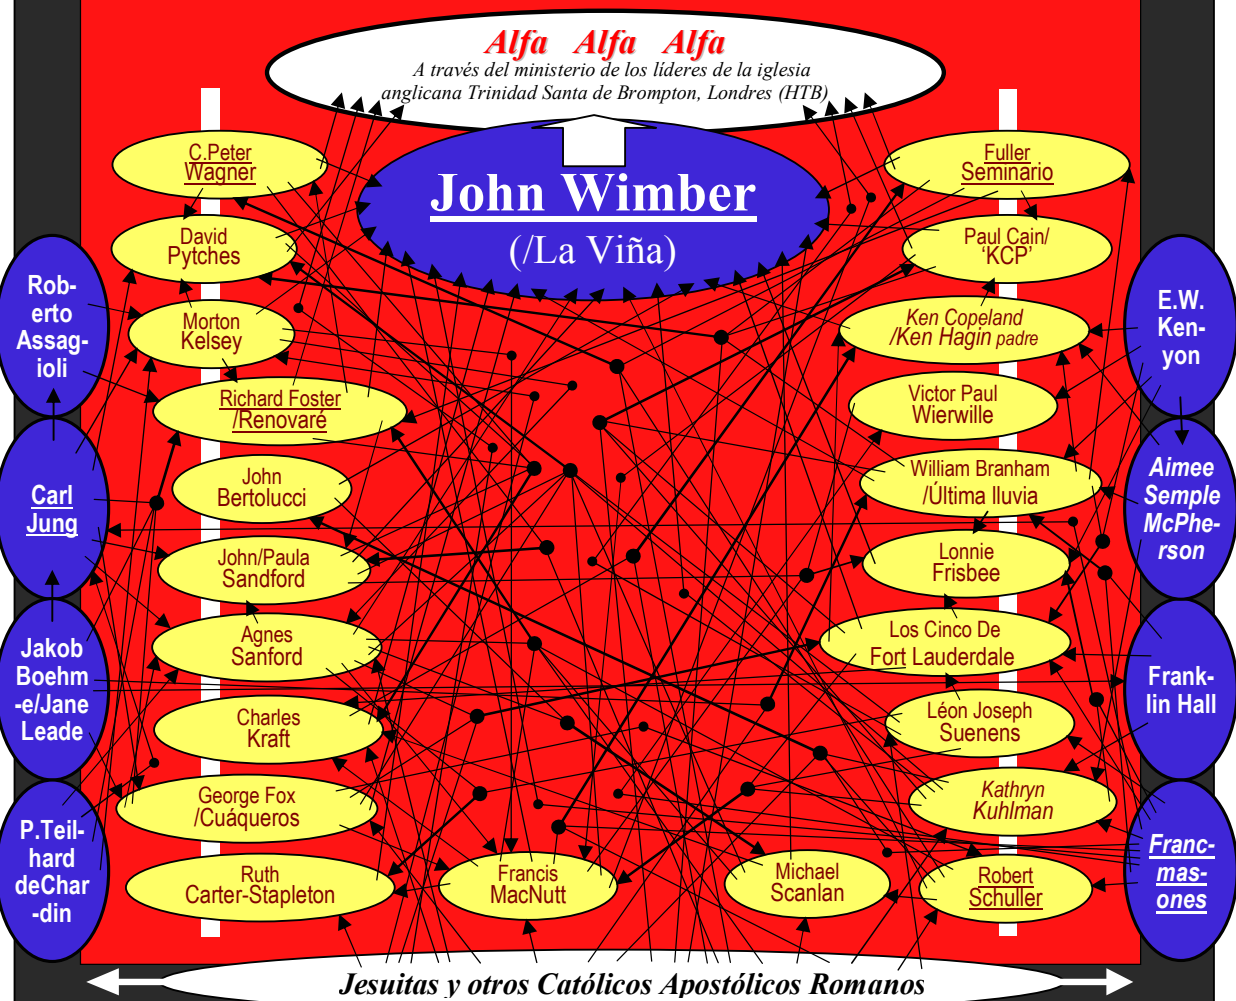 Alfa Alfa Alfa
A través del ministerio de los líderes de la iglesia
anglicana Trinidad Santa de Brompton, Londres (HTB)
John Wimber
(/La Viña)
C.Peter
Wagner
David
Pytches
Morton
Kelsey
Richard Foster
/Renovaré
John
Bertolucci
John/Paula
Sandford
Agnes
Sanford
Charles
Kraft
George Fox
/Cuáqueros
Ruth
Carter-Stapleton
Francis
MacNutt
Michael
Scanlan
Robert
Schuller
Fuller
Seminario
Paul Cain/
‘KCP’
Ken Copeland
/Ken Hagin padre
Victor Paul
Wierwille
William Branham
/Última lluvia
Lonnie
Frisbee
Los Cinco De
Fort Lauderdale
Léon Joseph
Suenens
Kathryn
Kuhlman
Rob-
erto
Assag-
ioli
Carl
Jung
Jakob
Boehm
-e/Jane
Leade
P.Teil-
hard
deChar
-din
E.W.
Ken-
yon
Aimee
Semple
McPhe-
rson
Frank-
lin Hall
Franc-
mas-
ones
Jesuitas y otros Católicos Apostólicos Romanos